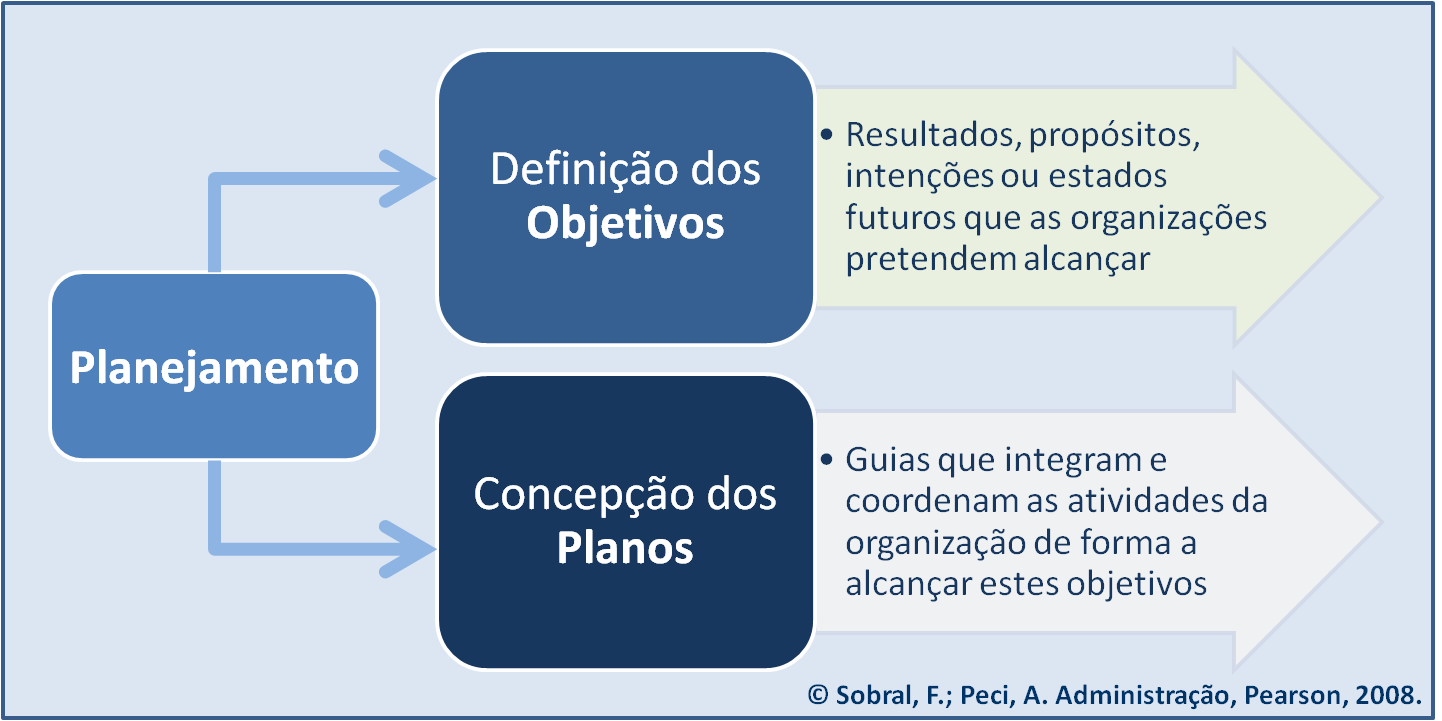 Planejamento
Definição dos
Objetivos
• Resultados, propósitos,
intenções ou estados
futuros que as organizações
pretendem alcançar
Concepção dos
Planos
• Guias que integram e
coordenam as atividades da
organização de forma a
alcançar estes objetivos
© Sobral, F.; Peci, A. Administração, Pearson, 2008.